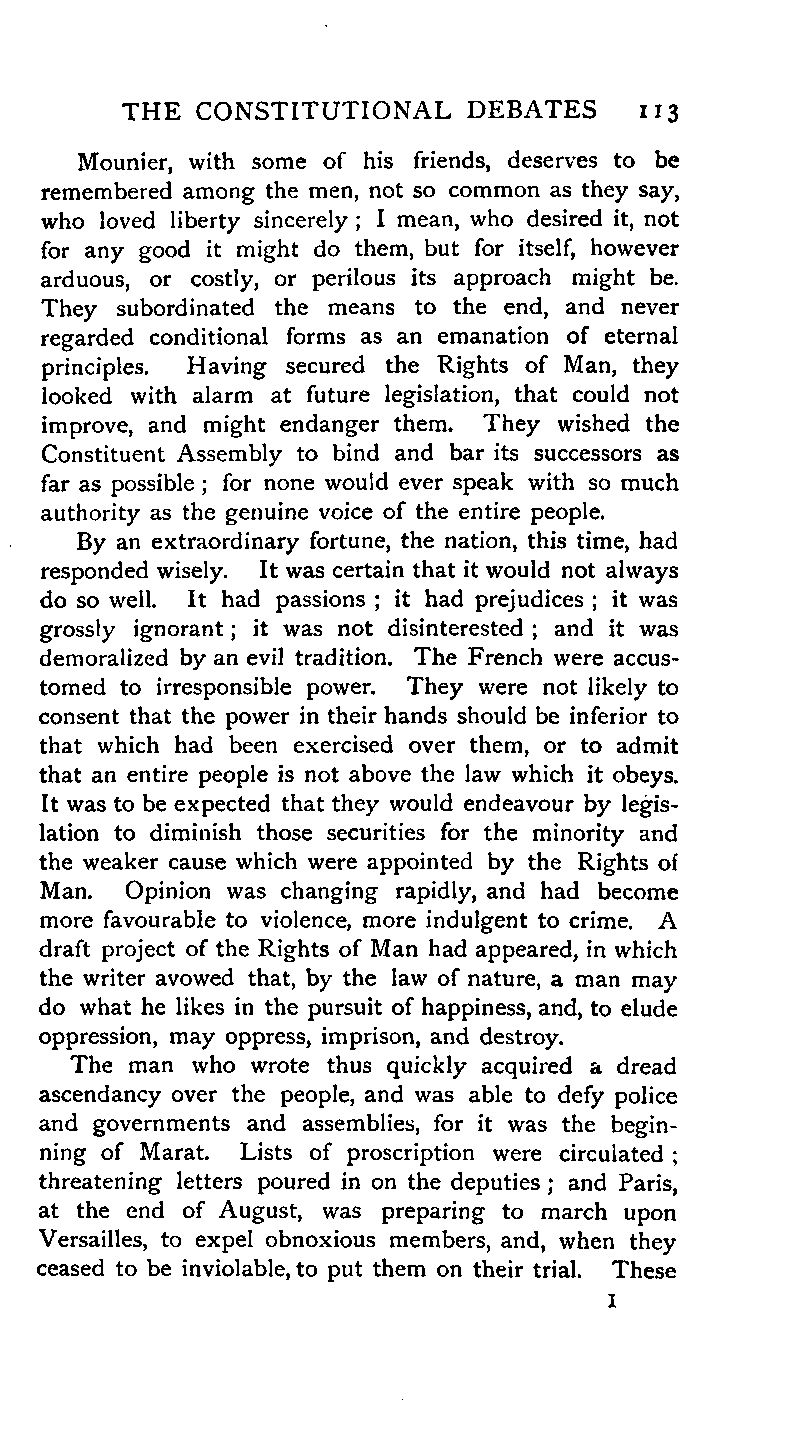 THE CONSTITUTIONAL DEBATES 113
Mounier, with some of his friends, deserves to be
remembered among the men, not so common as they say,
who loved liberty sincerely ; I mean, who desired it, not
for any good it might do them, but for itself, however
arduous, or costly, or perilous its approach might be.
They subordinated the means to the end, and never
regarded conditional forms as an emanation of eternal
principles. Having secured the Rights of Man, they
looked with alarm at future legislation, that could not
improve, and might endanger them. They wished the
Constituent Assembly to bind and bar its successors as
far as possible ; for none would ever speak with so much
authority as the genuine voice of the entire people.
By an extraordinary fortune, the nation, this time, had
responded wisely. It was certain that it would not always
do so well. It had passions ; it had prejudices ; it was
grossly ignorant ; it was not disinterested ; and it was
demoralized by an evil tradition. The French were accus-
tomed to irresponsible power. They were not likely to
consent that the power in their hands should be inferior to
that which had been exercised over them, or to admit
that an entire people is not above the law which it obeys.
It was to be expected that they would endeavour by legis-
lation to diminish those securities for the minority and
the weaker cause which were appointed by the Rights of
Man. Opinion was changing rapidly, and had become
more favourable to violence, more indulgent to crime. A
draft project of the Rights of Man had appeared, in which
the writer avowed that, by the law of nature, a man may
do what he likes in the pursuit of happiness, and, to elude
oppression, may oppress, imprison, and destroy.
The man who wrote thus quickly acquired a dread
ascendancy over the people, and was able to defy police
and governments and assemblies, for it was the begin-
ning of Marat. Lists of proscription were circulated ;
threatening letters poured in on the deputies ; and Paris,
at the end of August, was preparing to march upon
Versailles, to expel obnoxious members, and, when they
ceased to be inviolable, to put them on their trial. These
I